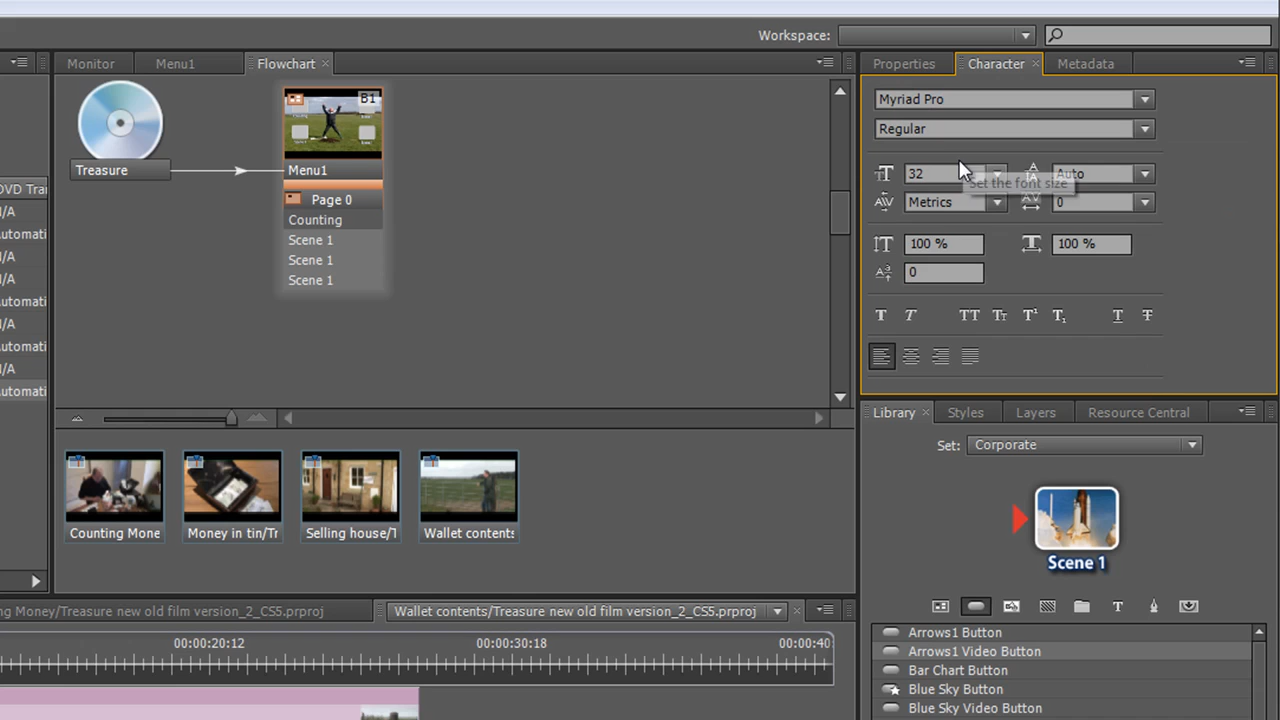 Workspace:
Monitor
Menu1
Flowchart
Properties
Character
Metadata
Treasure
B1
Menu1
Page 0
Counting
Scene 1
Scene 1
Scene 1
Myriad Pro
Regular
32
Auto
Set the font size
Metrics
0
100 %
100 %
0
DVD Tra
/A
Automati
/A
Automati
/A
Automati
/A
Automati
Counting Mone
Money in tin/Tr
Selling house/T
Wallet contents
Library
Styles
Layers
Resource Central
Set:
Corporate
Scene 1
Arrows1 Button
Arrows1 Video Button
Bar Chart Button
Blue Sky Button
Blue Sky Video Button
ng Money/Treasure new old film version_2_CS5.prproj
Wallet contents/Treasure new old film version_2_CS5.prproj
00:00:20:12
00:00:30:18
00:00:40